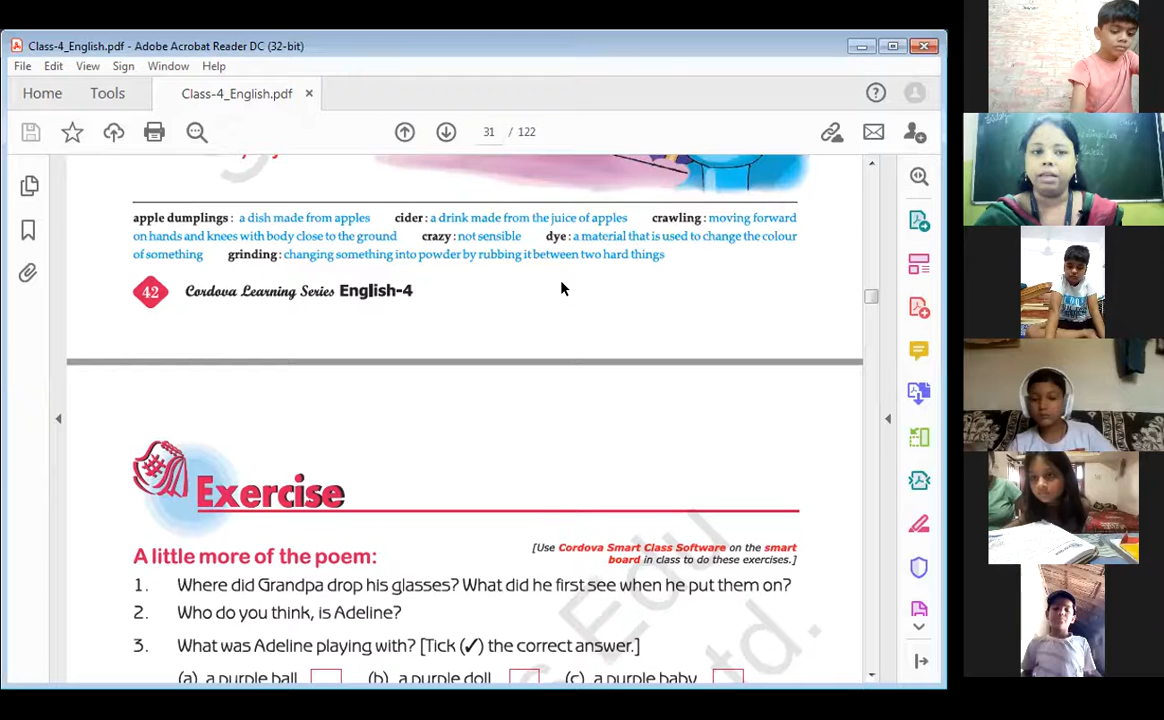 Class-4_English.pdf - Adobe Acrobat Reader DC (32-bit)
File Edit View Sign Window Help
Home Tools Class-4_English.pdf ×
31 / 122
apple dumplings : a dish made from apples cider : a drink made from the juice of apples crawling : moving forward
on hands and knees with body close to the ground crazy : not sensible dye : a material that is used to change the colour
of something grinding : changing something into powder by rubbing it between two hard things
42 Cordova Learning Series English-4
Exercise
A little more of the poem:
[Use Cordova Smart Class Software on the smart
board in class to do these exercises.]
1. Where did Grandpa drop his glasses? What did he first see when he put them on?
2. Who do you think, is Adeline?
3. What was Adeline playing with? [Tick (✓) the correct answer.]
(a) a purple ball (b) a purple doll (c) a purple baby